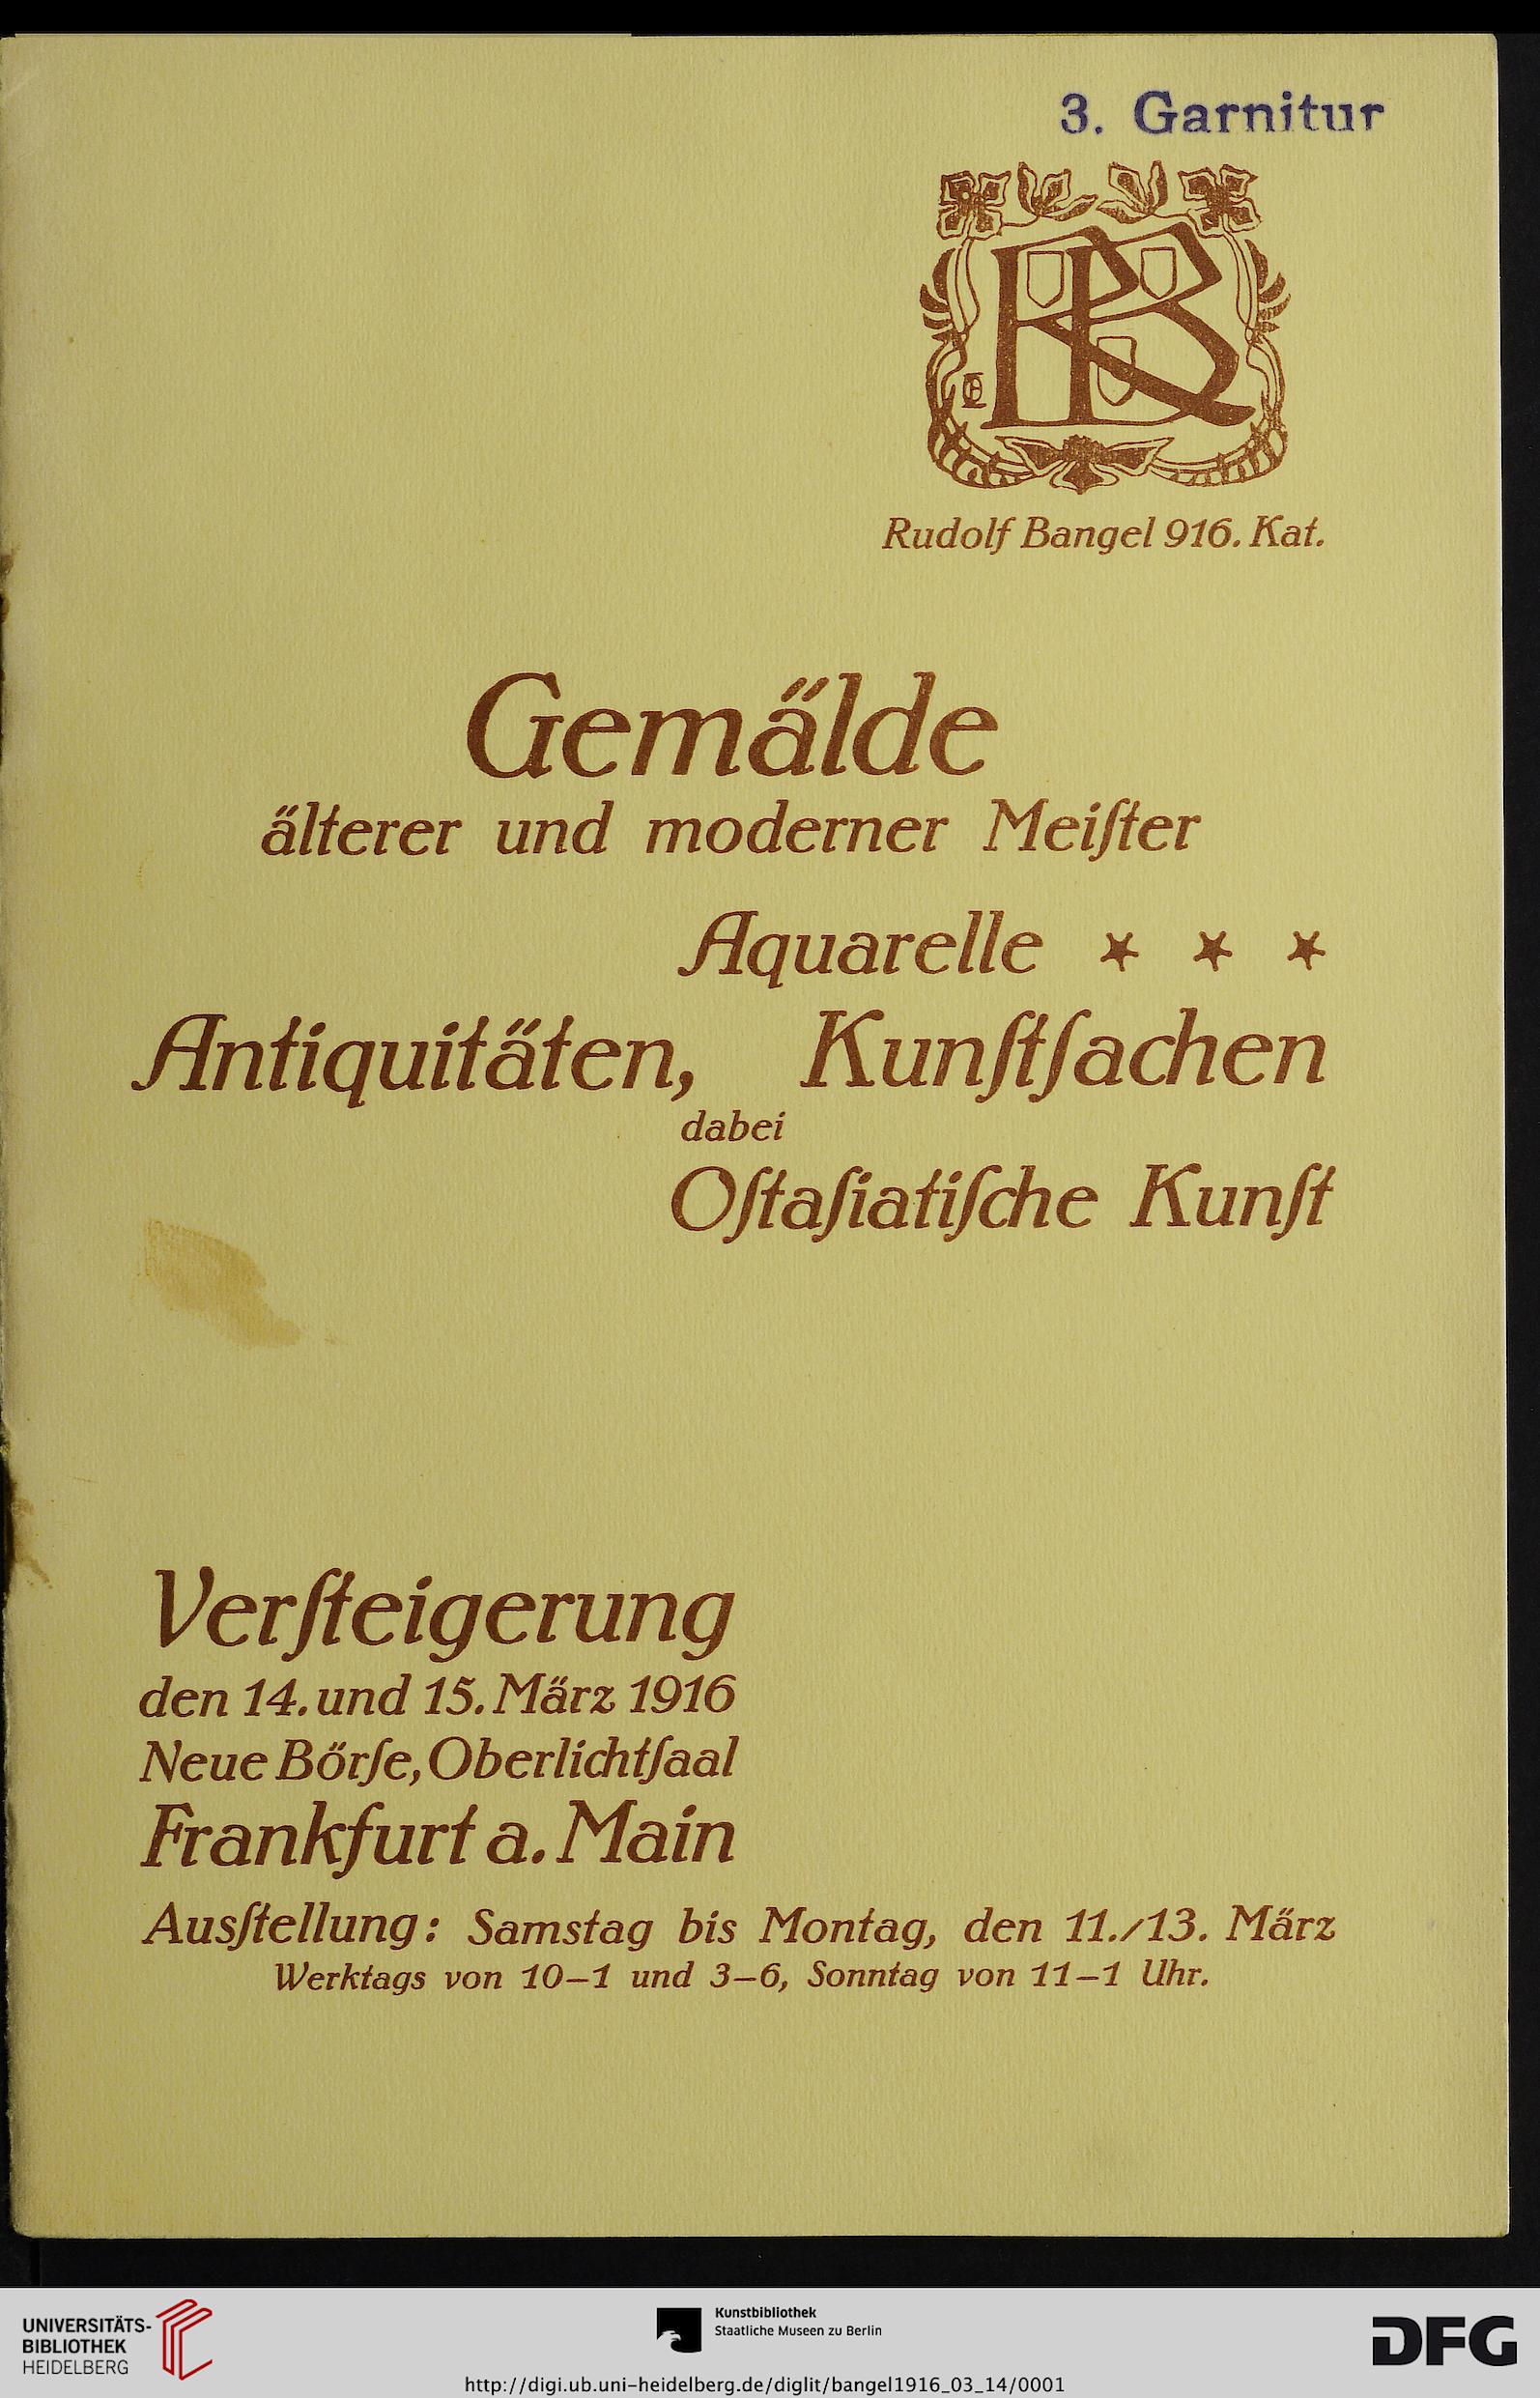 3. Garnitur
RB
Rudolf Bangel 916. Kat.
Gemälde
älterer und moderner Meiſter
Aquarelle * * *
Antiquitäten, Kunſtſachen
dabei
Oſtaſiatiſche Kunſt
Verſteigerung
den 14. und 15. März 1916
Neue Börſe, Oberlichtſaal
Frankfurt a. Main
Ausſtellung: Samstag bis Montag, den 11./13. März
Werktags von 10–1 und 3–6, Sonntag von 11–1 Uhr.
UNIVERSITÄTS-
BIBLIOTHEK
HEIDELBERG
Kunstbibliothek
Staatliche Museen zu Berlin
DFG
http://digi.ub.uni-heidelberg.de/diglit/bangel1916_03_14/0001